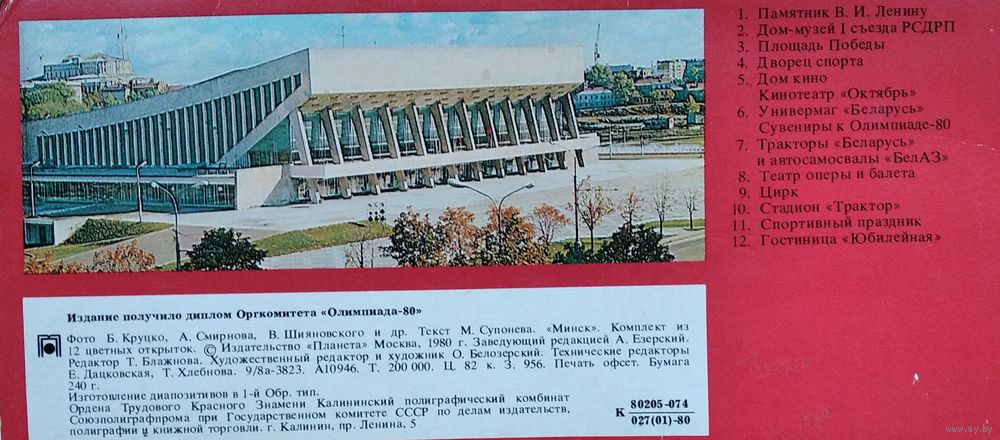 1. Памятник В. И. Ленину
2. Дом-музей I съезда РСДРП
3. Площадь Победы
4. Дворец спорта
5. Дом кино
Кинотеатр «Октябрь»
6. Универмаг «Беларусь»
Сувениры к Олимпиаде-80
7. Тракторы «Беларусь»
и автосамосвалы «БелАЗ»
8. Театр оперы и балета
9. Цирк
10. Стадион «Трактор»
11. Спортивный праздник
12. Гостиница «Юбилейная»
Издание получило диплом Оргкомитета «Олимпиада-80»
Фото Б. Круцко, А. Смирнова, В. Шияновского и др. Текст М. Супонева. «Минск». Комплект из
12 цветных открыток. © Издательство «Планета» Москва, 1980 г. Заведующий редакцией А. Езерский.
Редактор Т. Блажнова. Художественный редактор и художник О. Белозерский. Технические редакторы
Е. Дацковская, Т. Хлебнова. 9/8а-3823. А10946. Т. 200 000. Ц. 82 к. З. 956. Печать офсет. Бумага
240 г.
Изготовление диапозитивов в 1-й Обр. тип.
Ордена Трудового Красного Знамени Калининский полиграфический комбинат
Союзполиграфпрома при Государственном комитете СССР по делам издательств,
полиграфии и книжной торговли. г. Калинин, пр. Ленина, 5
К 80205-074
027(01)-80
www.ay.by